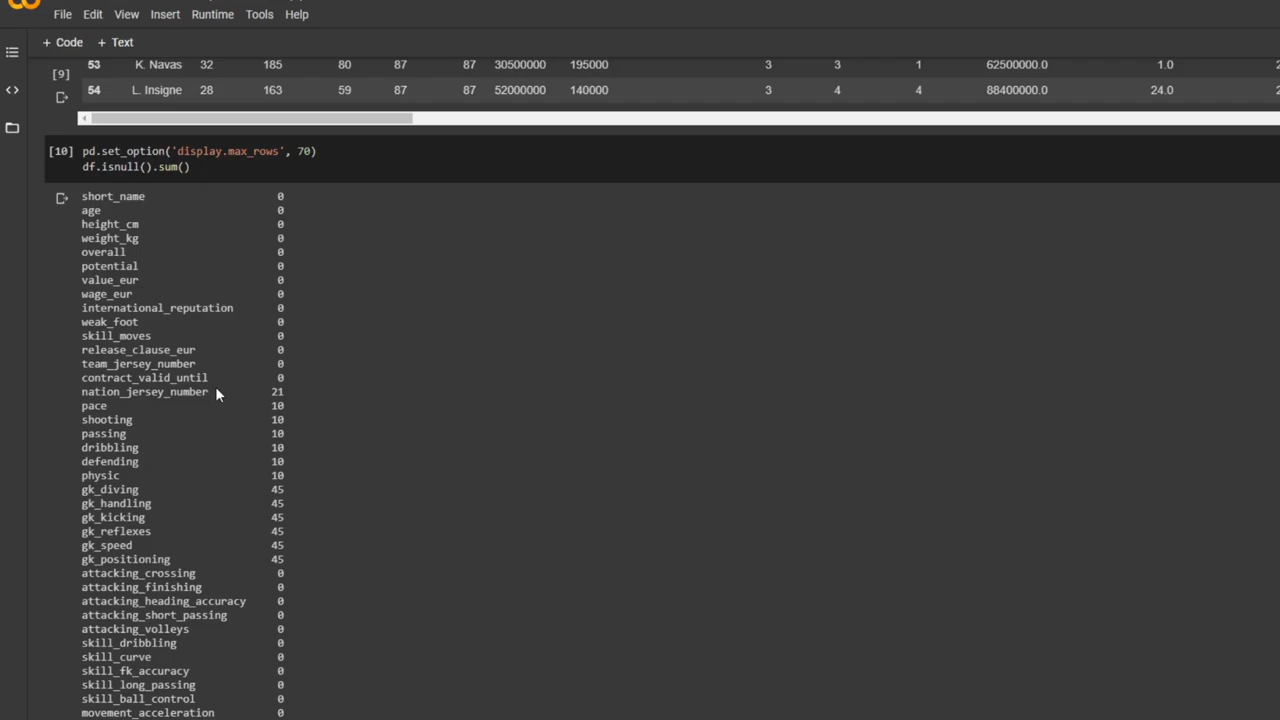 File Edit View Insert Runtime Tools Help
+ Code + Text
53 K. Navas 32 185 80 87 87 30500000 195000 3 3 1 62500000.0 1.0
[9]
54 L. Insigne 28 163 59 87 87 52000000 140000 3 4 4 88400000.0 24.0
[10] pd.set_option('display.max_rows', 70)
df.isnull().sum()
short_name 0
age 0
height_cm 0
weight_kg 0
overall 0
potential 0
value_eur 0
wage_eur 0
international_reputation 0
weak_foot 0
skill_moves 0
release_clause_eur 0
team_jersey_number 0
contract_valid_until 0
nation_jersey_number 21
pace 10
shooting 10
passing 10
dribbling 10
defending 10
physic 10
gk_diving 45
gk_handling 45
gk_kicking 45
gk_reflexes 45
gk_speed 45
gk_positioning 45
attacking_crossing 0
attacking_finishing 0
attacking_heading_accuracy 0
attacking_short_passing 0
attacking_volleys 0
skill_dribbling 0
skill_curve 0
skill_fk_accuracy 0
skill_long_passing 0
skill_ball_control 0
movement_acceleration 0